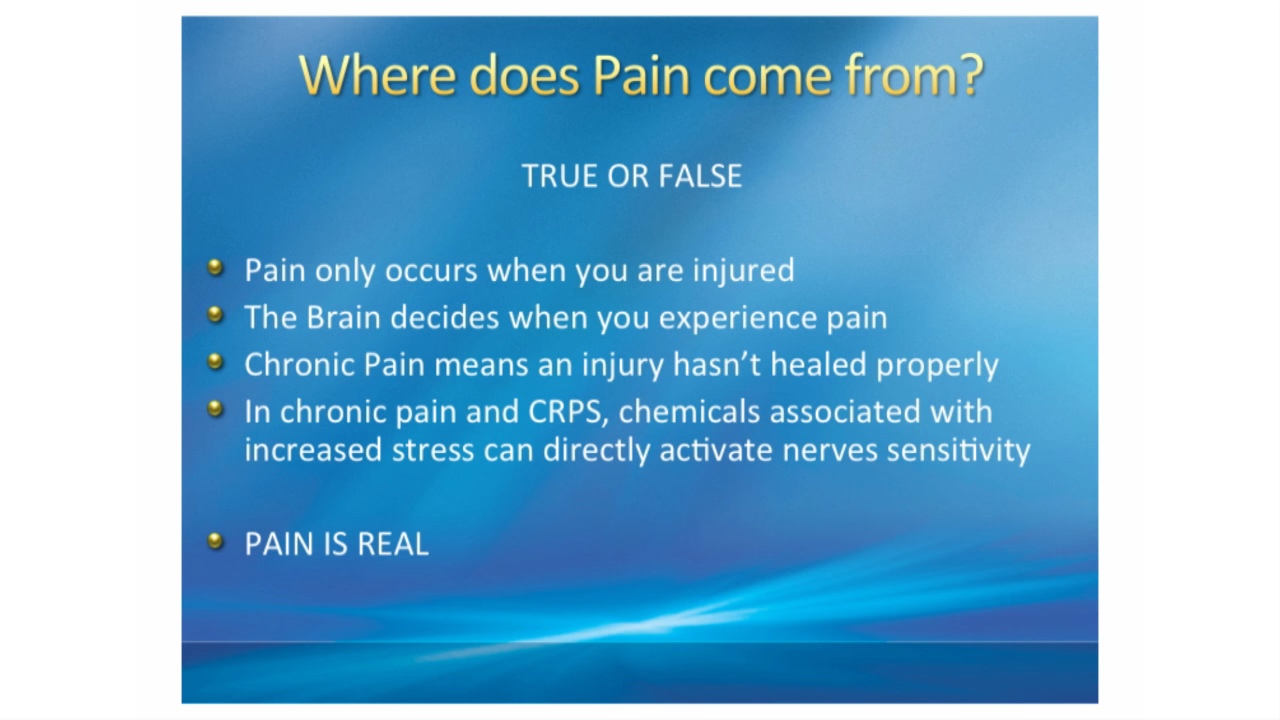 Where does Pain come from?
TRUE OR FALSE
Pain only occurs when you are injured
The Brain decides when you experience pain
Chronic Pain means an injury hasn’t healed properly
In chronic pain and CRPS, chemicals associated with
increased stress can directly activate nerves sensitivity
PAIN IS REAL